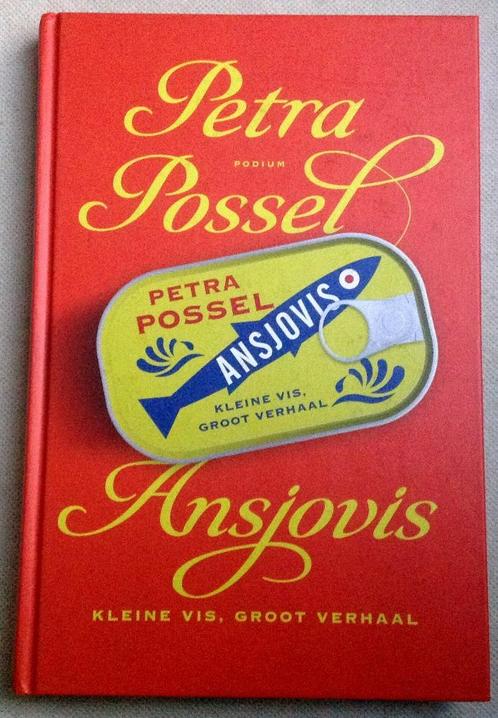 Petra
PODIUM
Possel
PETRA
POSSEL
ANSJOVIS
KLEINE VIS,
GROOT VERHAAL
Ansjovis
KLEINE VIS, GROOT VERHAAL